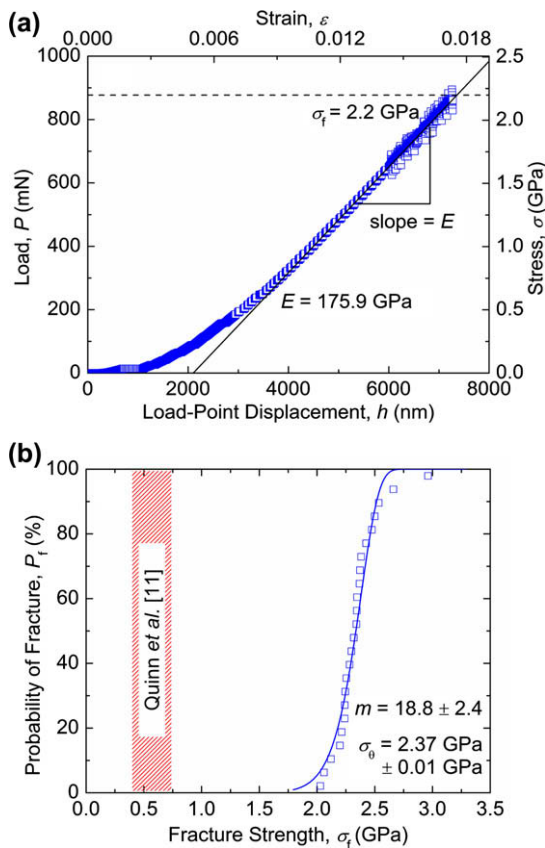 (a)
Strain, ε
0.000 0.006 0.012 0.018
1000
800
600
400
200
0
Load, P (mN)
2.5
2.0
1.5
1.0
0.5
0.0
Stress, σ (GPa)
σf = 2.2 GPa
slope = E
E = 175.9 GPa
0 2000 4000 6000 8000
Load-Point Displacement, h (nm)
(b)
100
80
60
40
20
0
Probability of Fracture, Pf (%)
Quinn et al. [11]
m = 18.8 ± 2.4
σθ = 2.37 GPa
± 0.01 GPa
0.0 0.5 1.0 1.5 2.0 2.5 3.0 3.5
Fracture Strength, σf (GPa)